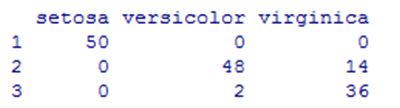 setosa versicolor virginica
1 50 0 0
2 0 48 14
3 0 2 36